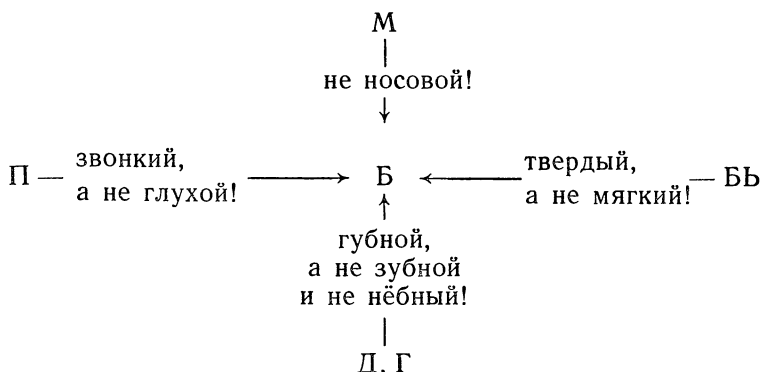 М
не носовой!
П — звонкий, а не глухой! → Б ← твердый, а не мягкий! — БЬ
губной,
а не зубной
и не нёбный!
Д, Г